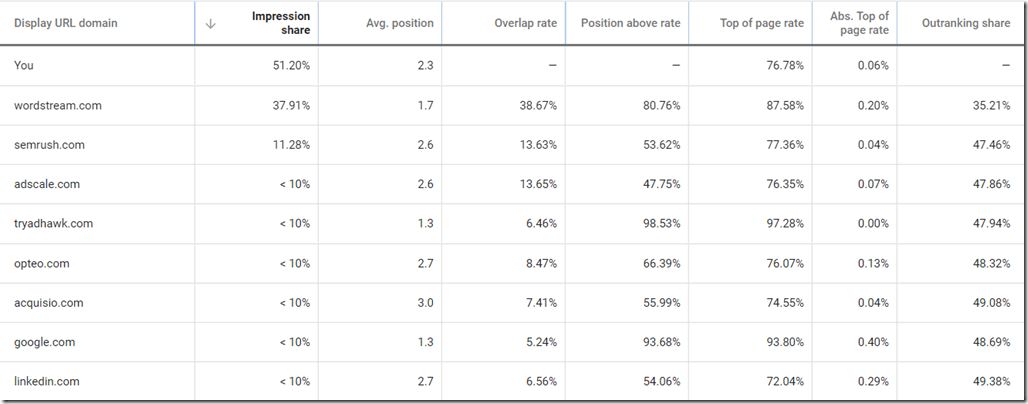 Display URL domain Impression share Avg. position Overlap rate Position above rate Top of page rate Abs. Top of page rate Outranking share
You 51.20% 2.3 — — 76.78% 0.06% —
wordstream.com 37.91% 1.7 38.67% 80.76% 87.58% 0.20% 35.21%
semrush.com 11.28% 2.6 13.63% 53.62% 77.36% 0.04% 47.46%
adscale.com < 10% 2.6 13.65% 47.75% 76.35% 0.07% 47.86%
tryadhawk.com < 10% 1.3 6.46% 98.53% 97.28% 0.00% 47.94%
opteo.com < 10% 2.7 8.47% 66.39% 76.07% 0.13% 48.32%
acquisio.com < 10% 3.0 7.41% 55.99% 74.55% 0.04% 49.08%
google.com < 10% 1.3 5.24% 93.68% 93.80% 0.40% 48.69%
linkedin.com < 10% 2.7 6.56% 54.06% 72.04% 0.29% 49.38%